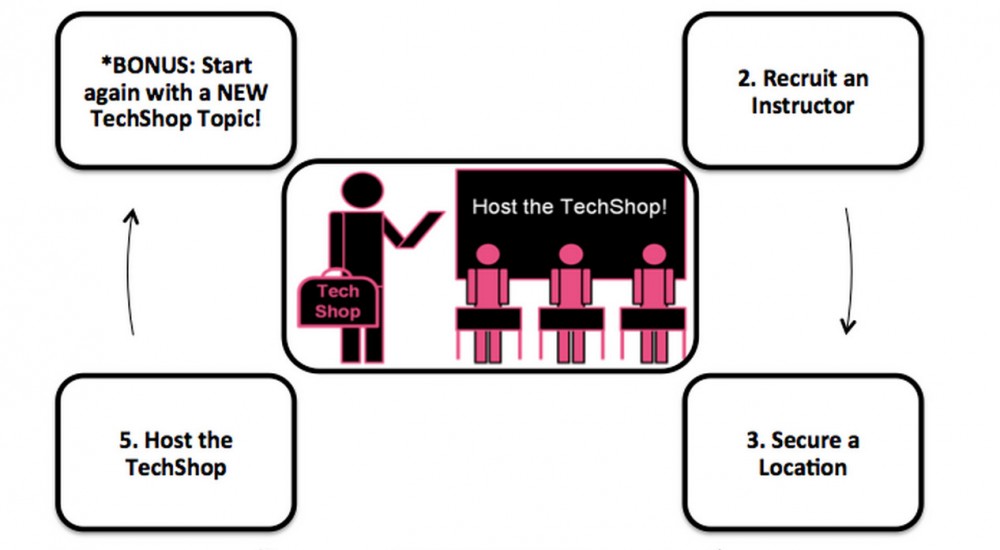 *BONUS: Start
again with a NEW
TechShop Topic!
2. Recruit an
Instructor
Host the TechShop!
Tech
Shop
5. Host the
TechShop
3. Secure a
Location